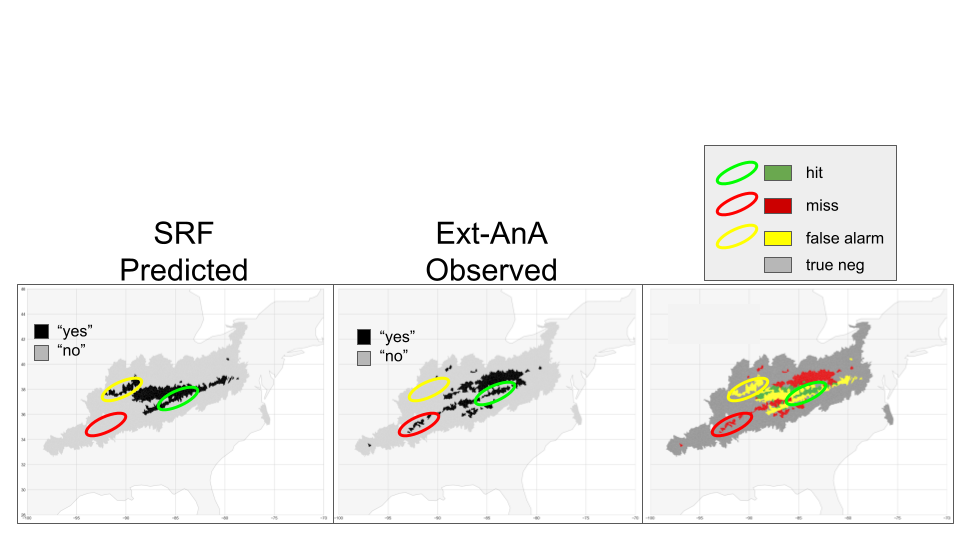 hit
miss
false alarm
true neg
SRF
Predicted
Ext-AnA
Observed
“yes”
“no”
“yes”
“no”